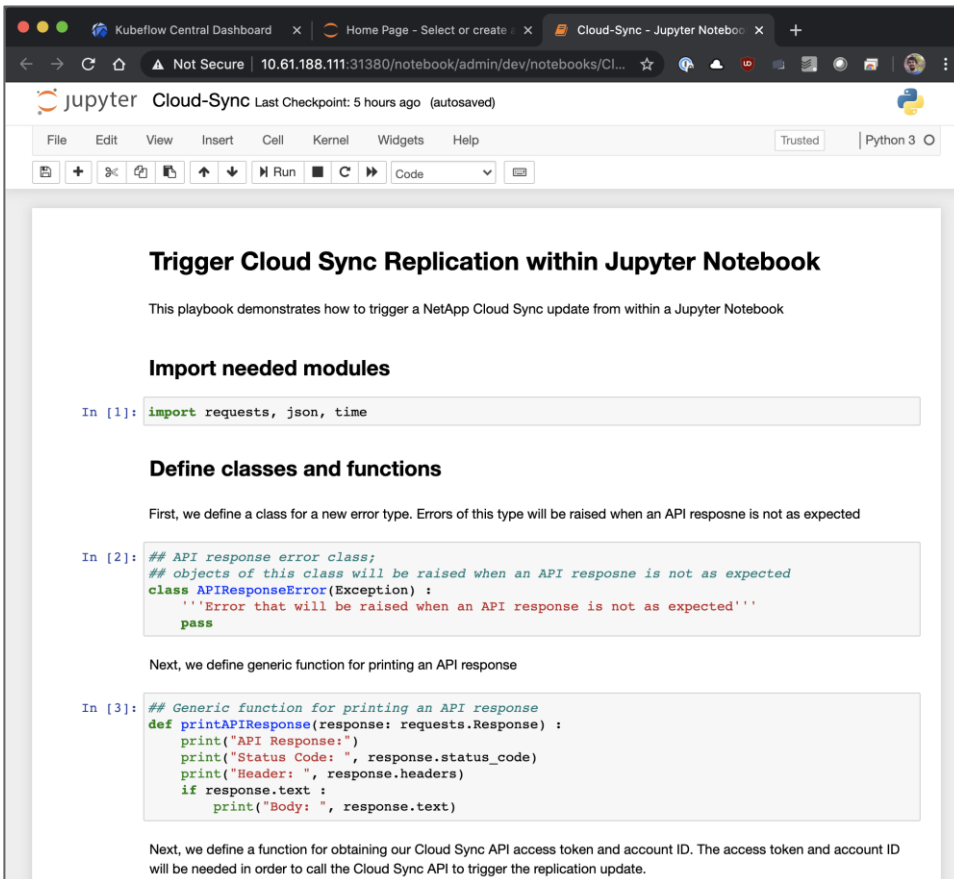 Kubeflow Central Dashboard
Home Page - Select or create a
Cloud-Sync - Jupyter Noteboo
Not Secure | 10.61.188.111:31380/notebook/admin/dev/notebooks/Cl...
jupyter Cloud-Sync Last Checkpoint: 5 hours ago (autosaved)
File Edit View Insert Cell Kernel Widgets Help Trusted Python 3
Run Code
Trigger Cloud Sync Replication within Jupyter Notebook
This playbook demonstrates how to trigger a NetApp Cloud Sync update from within a Jupyter Notebook
Import needed modules
In [1]: import requests, json, time
Define classes and functions
First, we define a class for a new error type. Errors of this type will be raised when an API resposne is not as expected
In [2]: ## API response error class;
## objects of this class will be raised when an API resposne is not as expected
class APIResponseError(Exception) :
    '''Error that will be raised when an API response is not as expected'''
    pass
Next, we define generic function for printing an API response
In [3]: ## Generic function for printing an API response
def printAPIResponse(response: requests.Response) :
    print("API Response:")
    print("Status Code: ", response.status_code)
    print("Header: ", response.headers)
    if response.text :
        print("Body: ", response.text)
Next, we define a function for obtaining our Cloud Sync API access token and account ID. The access token and account ID
will be needed in order to call the Cloud Sync API to trigger the replication update.